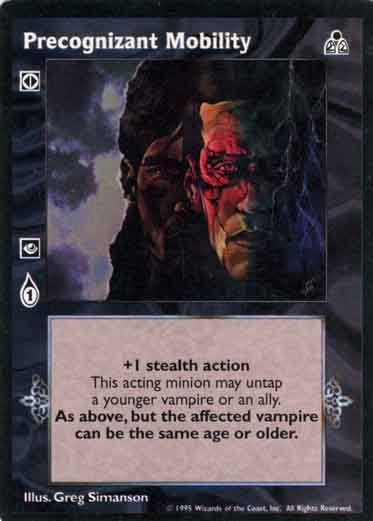 Precognizant Mobility
1
+1 stealth action
This acting minion may untap
a younger vampire or an ally.
As above, but the affected vampire
can be the same age or older.
Illus. Greg Simanson
© 1995 Wizards of the Coast, Inc. All Rights Reserved.